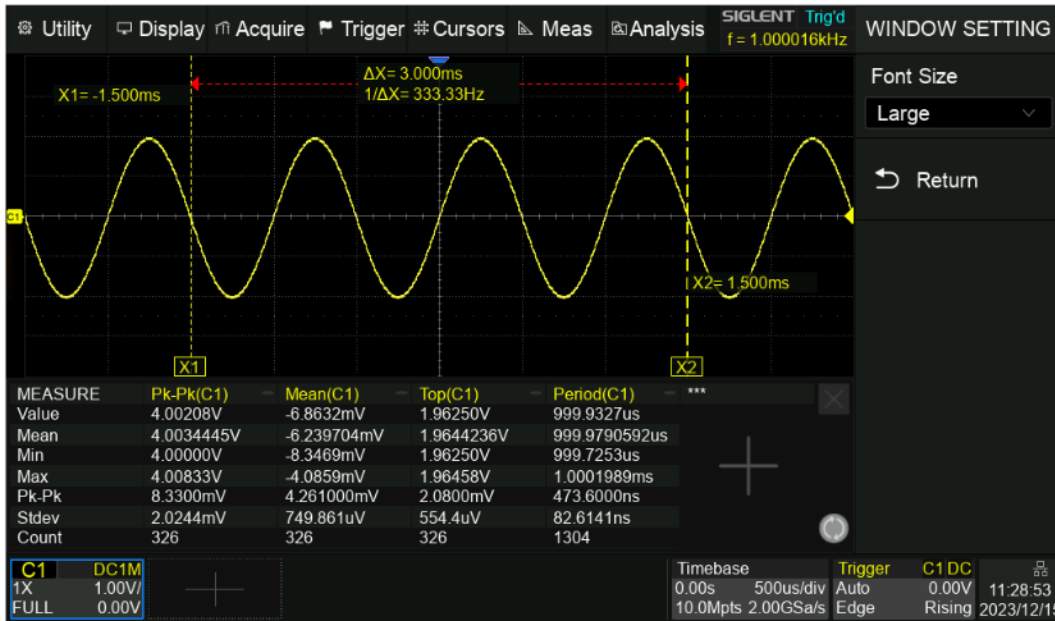 Utility Display Acquire Trigger Cursors Meas Analysis SIGLENT Trig'd
f = 1.000016kHz
WINDOW SETTING
Font Size
Large
Return
ΔX= 3.000ms
1/ΔX= 333.33Hz
X1= -1.500ms
C1
X2= 1.500ms
X1 X2
MEASURE Pk-Pk(C1) Mean(C1) Top(C1) Period(C1) ***
Value 4.00208V -6.8632mV 1.96250V 999.9327us
Mean 4.0034445V -6.239704mV 1.9644236V 999.9790592us
Min 4.00000V -8.3469mV 1.96250V 999.7253us
Max 4.00833V -4.0859mV 1.96458V 1.0001989ms
Pk-Pk 8.3300mV 4.261000mV 2.0800mV 473.6000ns
Stdev 2.0244mV 749.861uV 554.4uV 82.6141ns
Count 326 326 326 1304
C1 DC1M
1X 1.00V/
FULL 0.00V
Timebase
0.00s 500us/div
10.0Mpts 2.00GSa/s
Trigger C1 DC
Auto 0.00V
Edge Rising
11:28:53
2023/12/15